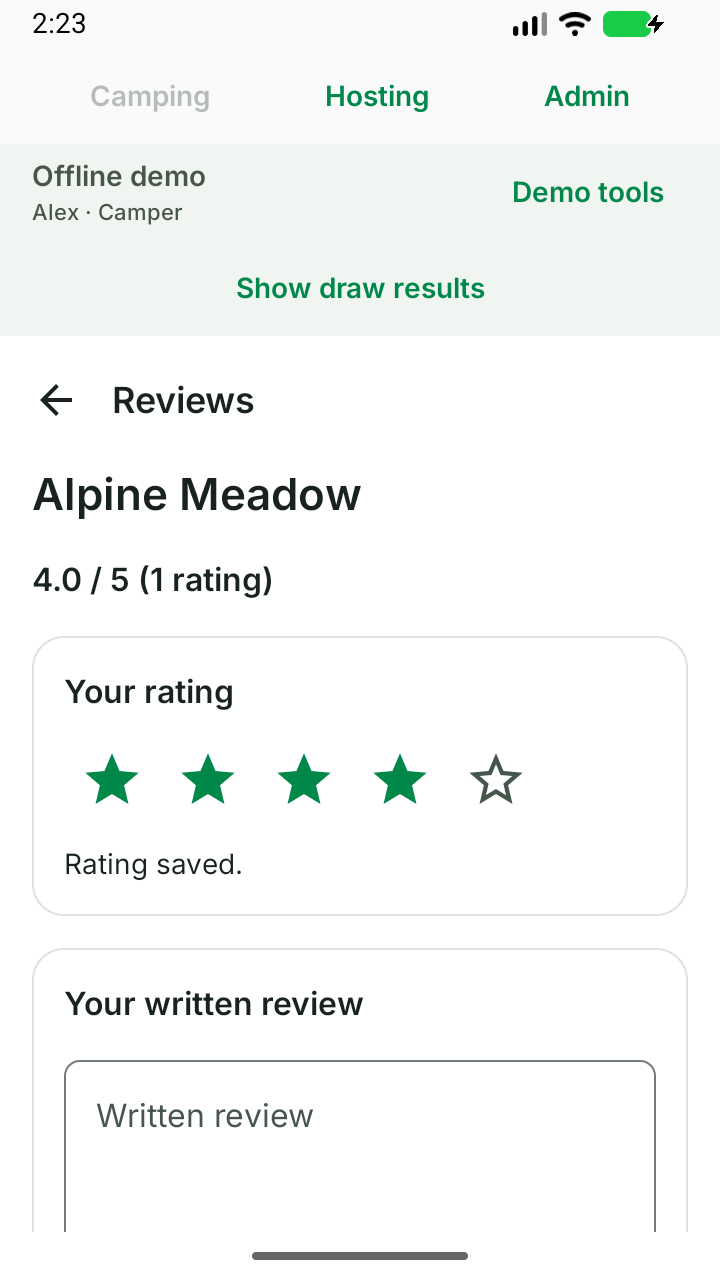 2:23
Camping Hosting Admin
Offline demo
Alex · Camper
Demo tools
Show draw results
Reviews
Alpine Meadow
4.0 / 5 (1 rating)
Your rating
Rating saved.
Your written review
Written review